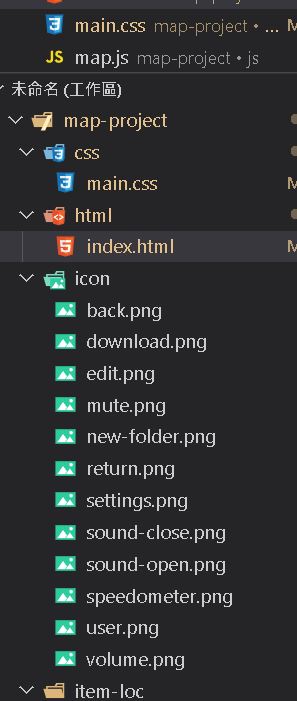 main.css map-project • ... M
JS map.js map-project • js
未命名 (工作區)
map-project
css
main.css M
html
index.html M
icon
back.png
download.png
edit.png
mute.png
new-folder.png
return.png
settings.png
sound-close.png
sound-open.png
speedometer.png
user.png
volume.png
item-loc